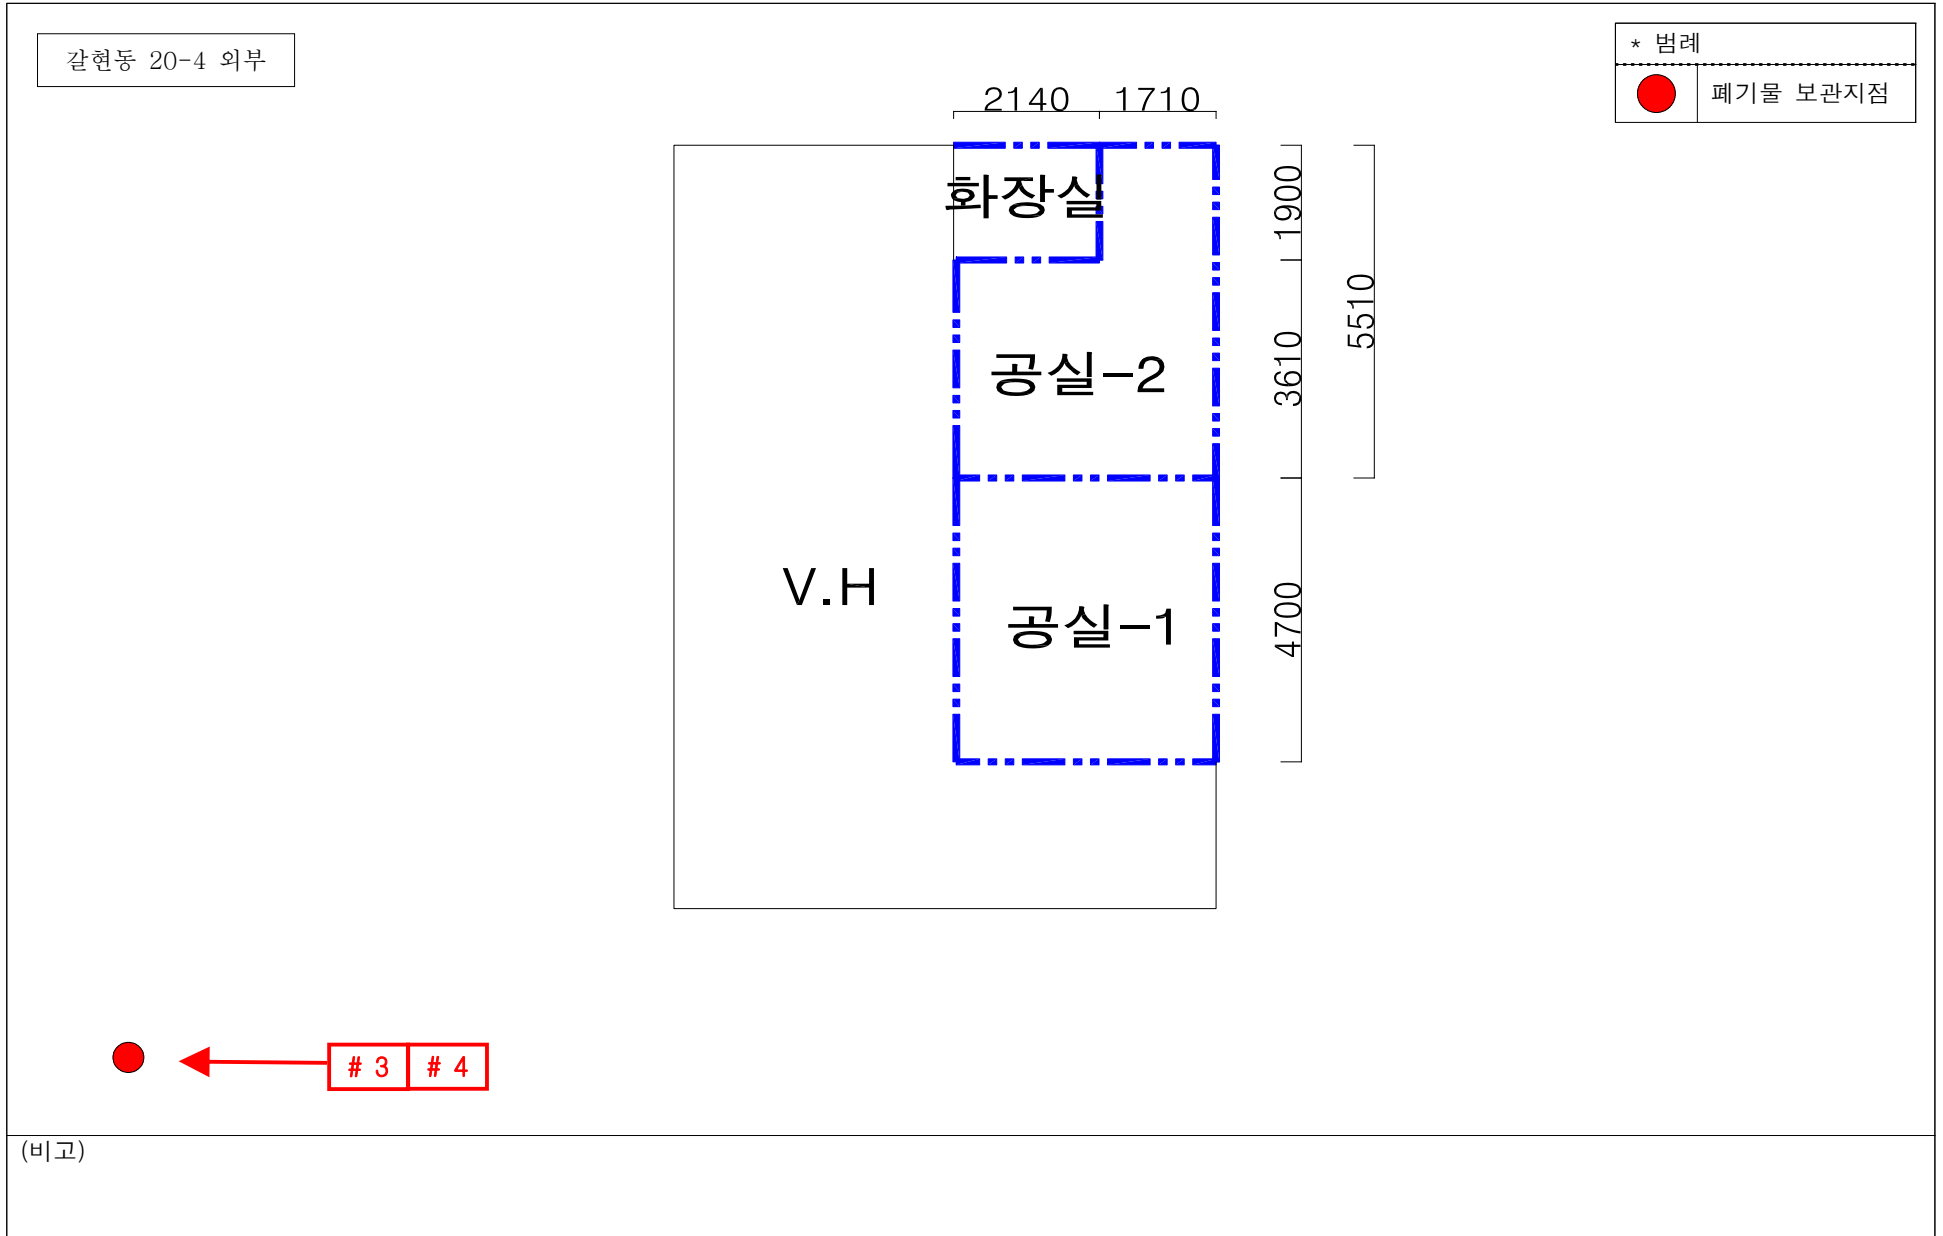 갈현동 20-4 외부
* 범례
폐기물 보관지점
2140
1710
화장실
1900
5510
3610
공실-2
V.H
공실-1
4700
# 3
# 4
(비고)